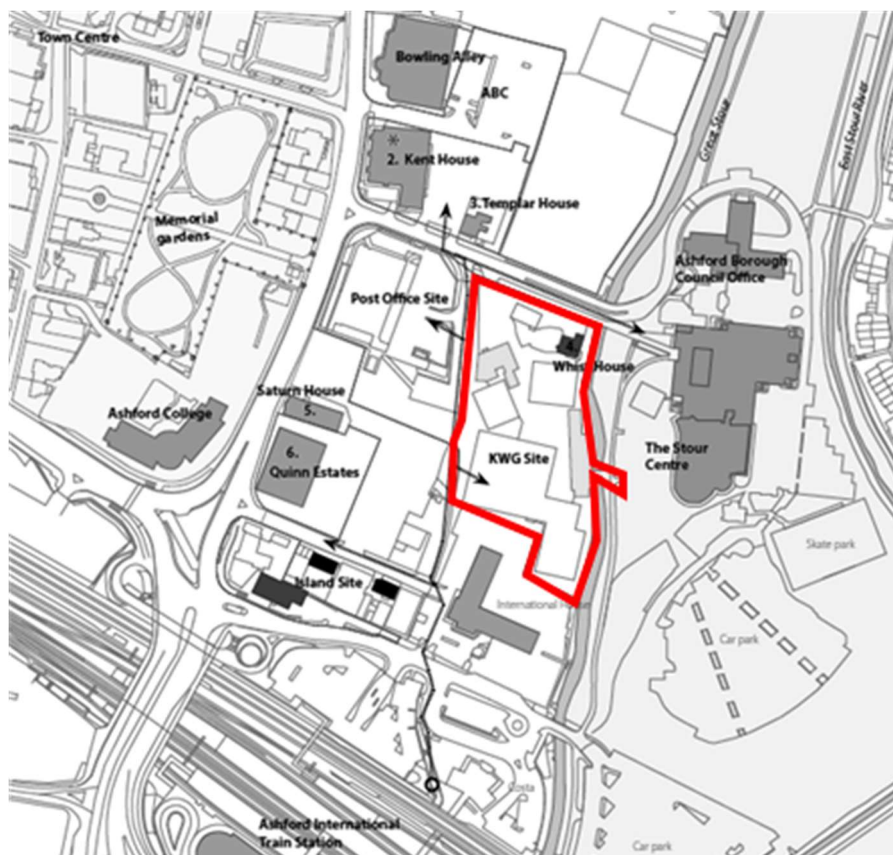 Town Centre
Bowling Alley
ABC
*
2. Kent House
3.Templar House
Great Stour
East Stour River
Memorial
gardens
Ashford Borough
Council Office
Post Office Site
4.
Saturn House
5.
Ashford College
6.
Quinn Estates
KWG Site
The Stour
Centre
Skate park
Island Site
International House
Car park
Costa
Ashford International
Train Station
Car park